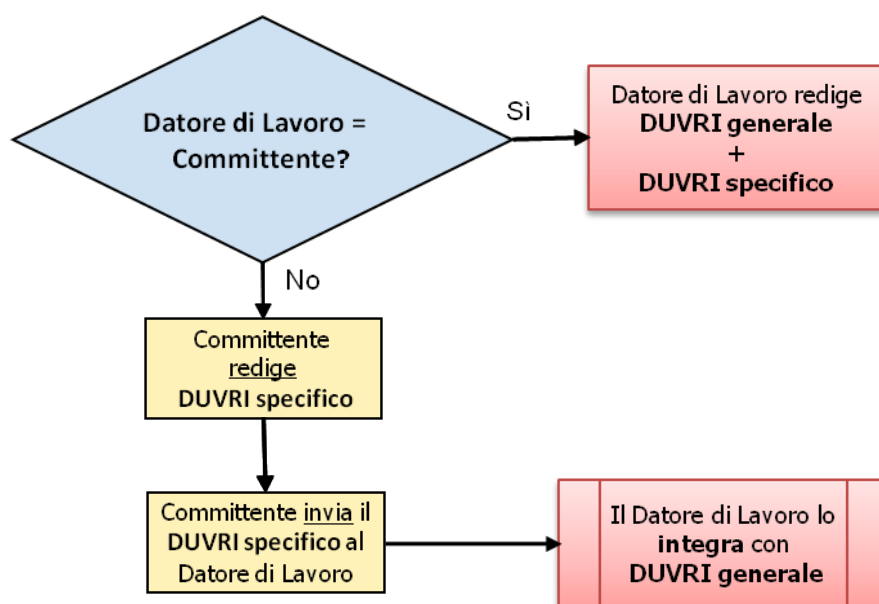 Datore di Lavoro =
Committente?
Sì
Datore di Lavoro redige
DUVRI generale
+
DUVRI specifico
No
Committente
redige
DUVRI specifico
Committente invia il
DUVRI specifico al
Datore di Lavoro
Il Datore di Lavoro lo
integra con
DUVRI generale